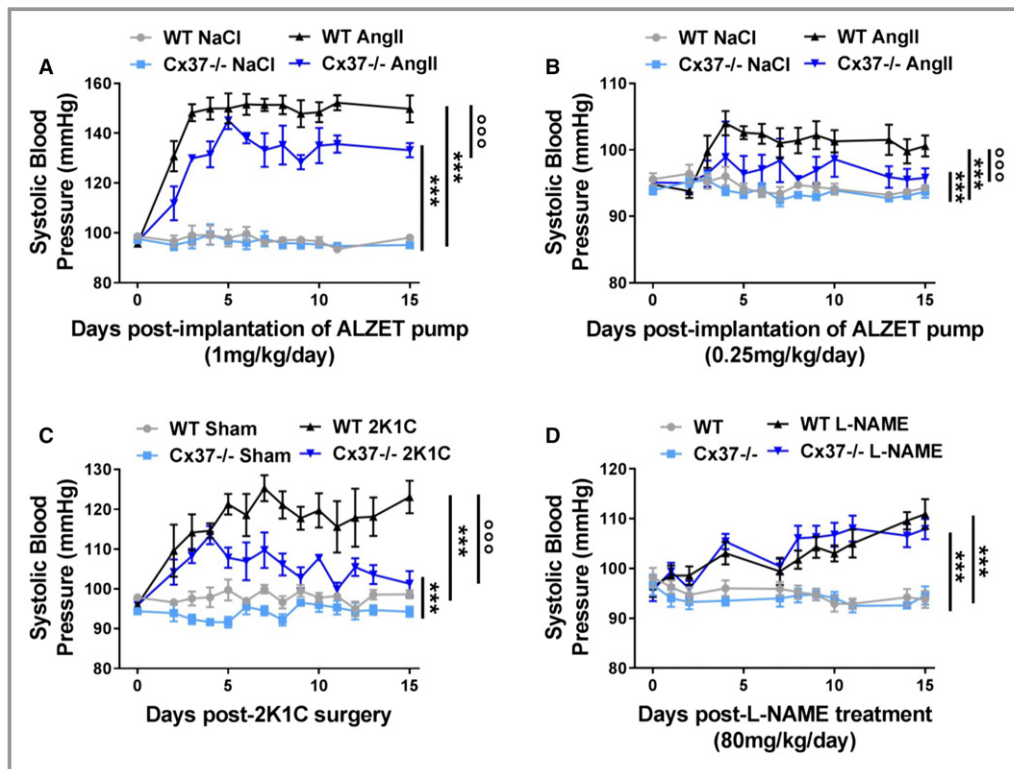 A
WT NaCl WT AngII
Cx37-/- NaCl Cx37-/- AngII
Systolic Blood
Pressure (mmHg)
160
140
120
100
80
0 5 10 15
*** *** °°°
Days post-implantation of ALZET pump
(1mg/kg/day)
B
WT NaCl WT AngII
Cx37-/- NaCl Cx37-/- AngII
Systolic Blood
Pressure (mmHg)
110
100
90
80
0 5 10 15
*** *** °°°
Days post-implantation of ALZET pump
(0.25mg/kg/day)
C
WT Sham WT 2K1C
Cx37-/- Sham Cx37-/- 2K1C
Systolic Blood
Pressure (mmHg)
130
120
110
100
90
80
0 5 10 15
*** *** °°°
Days post-2K1C surgery
D
WT WT L-NAME
Cx37-/- Cx37-/- L-NAME
Systolic Blood
Pressure (mmHg)
120
110
100
90
80
0 5 10 15
*** ***
Days post-L-NAME treatment
(80mg/kg/day)